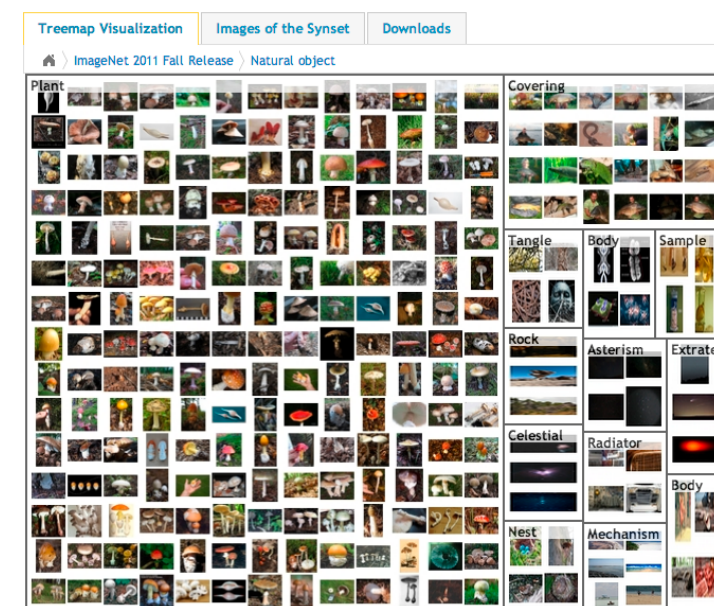 Treemap Visualization
Images of the Synset
Downloads
ImageNet 2011 Fall Release
Natural object
Plant
Covering
Tangle
Body
Sample
Rock
Asterism
Extrate
Celestial
Radiator
Body
Nest
Mechanism